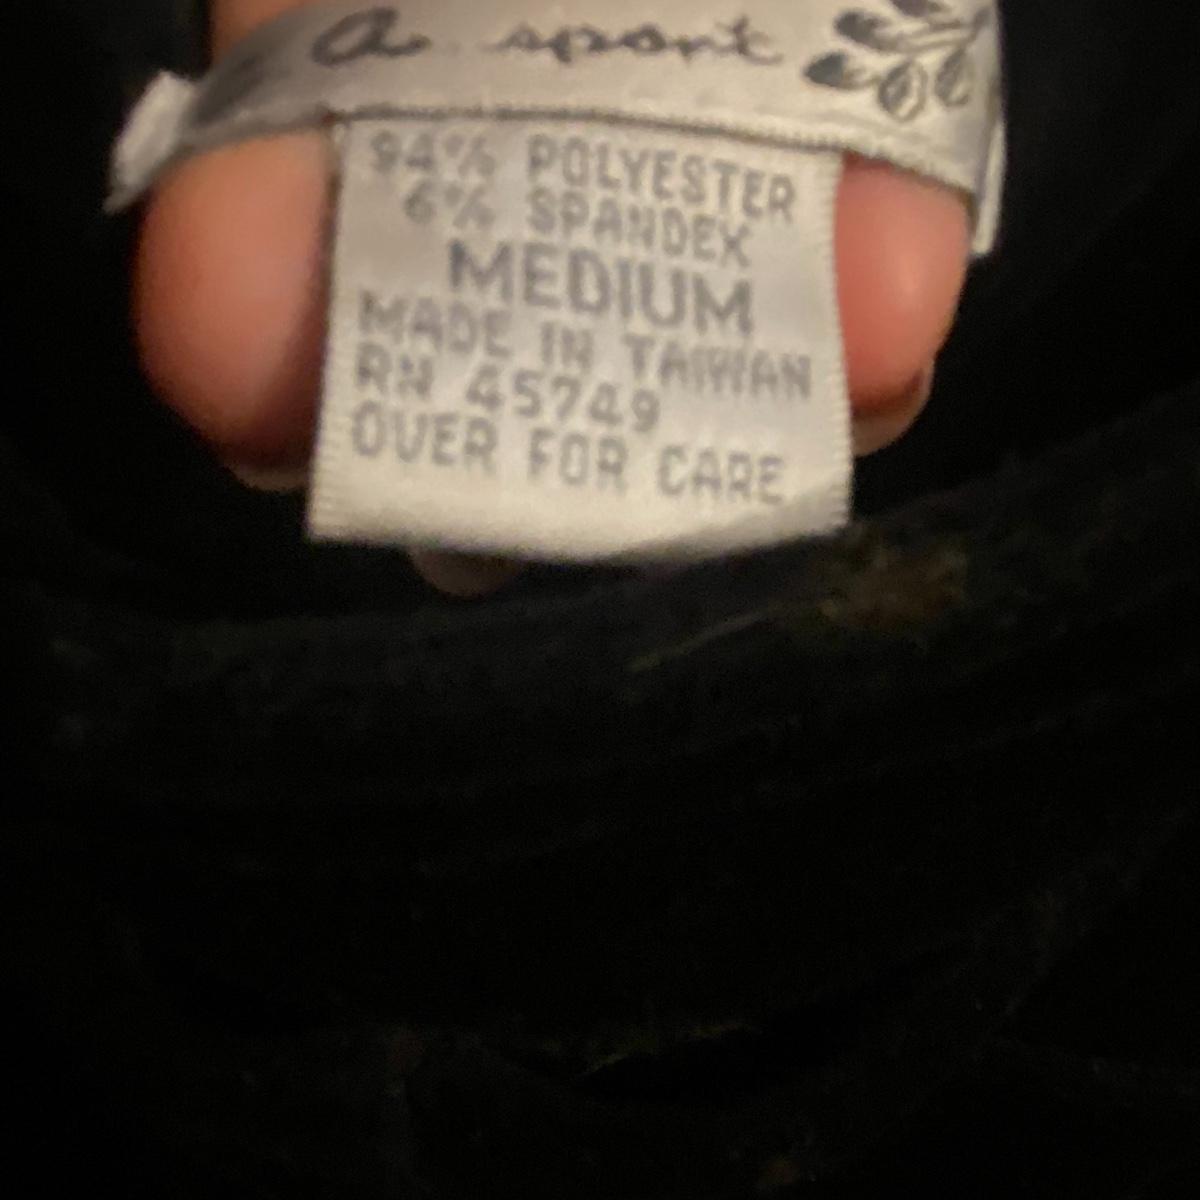 a sport
94% POLYESTER
6% SPANDEX
MEDIUM
MADE IN TAIWAN
RN 45749
OVER FOR CARE